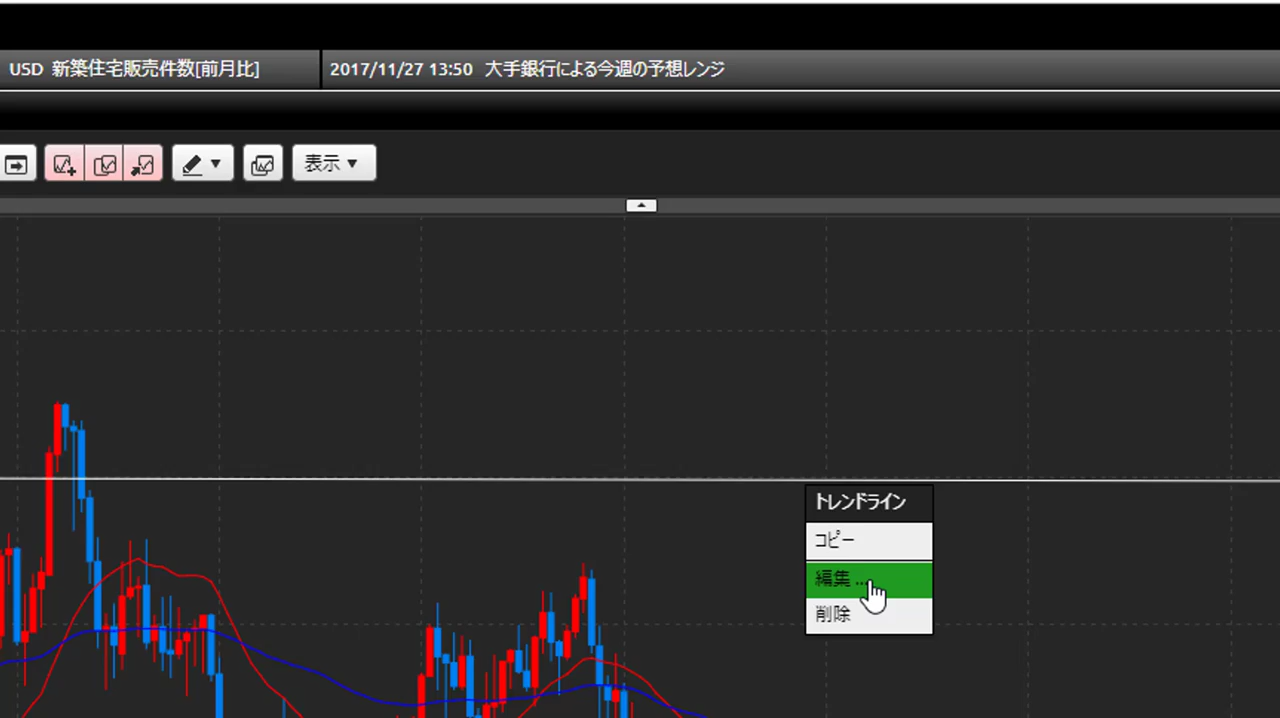 USD 新築住宅販売件数[前月比]
2017/11/27 13:50 大手銀行による今週の予想レンジ
表示
トレンドライン
コピー
編集 ...
削除